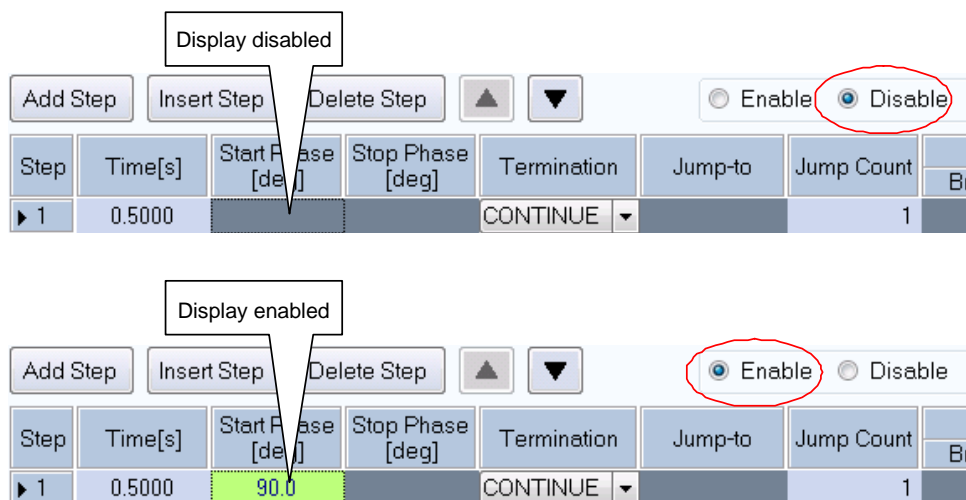 Display disabled
Add Step Insert Step Delete Step Enable Disable
Step Time[s] Start Phase [deg] Stop Phase [deg] Termination Jump-to Jump Count
1 0.5000 CONTINUE 1
Display enabled
Add Step Insert Step Delete Step Enable Disable
Step Time[s] Start Phase [deg] Stop Phase [deg] Termination Jump-to Jump Count
1 0.5000 90.0 CONTINUE 1